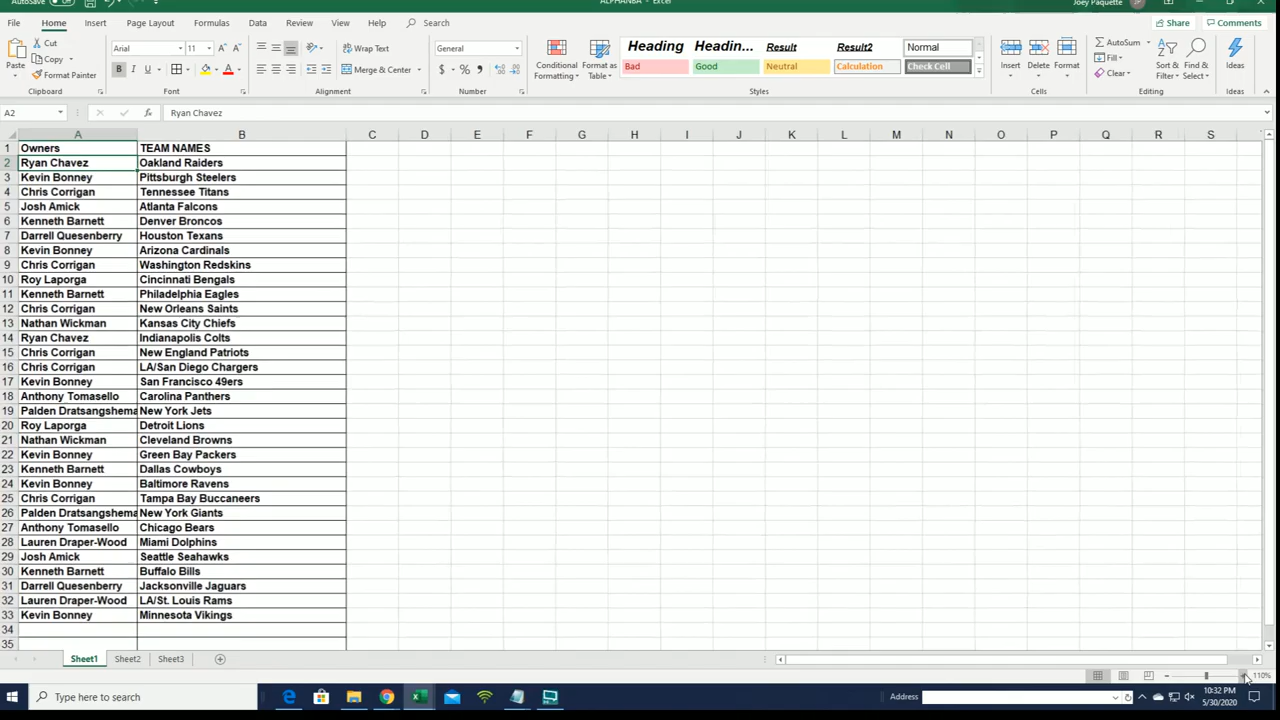 AutoSave Off ALPHANBA - Excel Joey Paquette JP
File Home Insert Page Layout Formulas Data Review View Help Search Share Comments
Cut Arial 11 Wrap Text General Heading Headin... Result Result2 Normal AutoSum
Copy Paste Format Painter B I U Merge & Center $ % Conditional Formatting Format as Table Bad Good Neutral Calculation Check Cell Insert Delete Format Fill Clear Sort & Filter Find & Select Ideas
Clipboard Font Alignment Number Styles Cells Editing Ideas
A2 fx Ryan Chavez
A B C D E F G H I J K L M N O P Q R S
1 Owners TEAM NAMES
2 Ryan Chavez Oakland Raiders
3 Kevin Bonney Pittsburgh Steelers
4 Chris Corrigan Tennessee Titans
5 Josh Amick Atlanta Falcons
6 Kenneth Barnett Denver Broncos
7 Darrell Quesenberry Houston Texans
8 Kevin Bonney Arizona Cardinals
9 Chris Corrigan Washington Redskins
10 Roy Laporga Cincinnati Bengals
11 Kenneth Barnett Philadelphia Eagles
12 Chris Corrigan New Orleans Saints
13 Nathan Wickman Kansas City Chiefs
14 Ryan Chavez Indianapolis Colts
15 Chris Corrigan New England Patriots
16 Chris Corrigan LA/San Diego Chargers
17 Kevin Bonney San Francisco 49ers
18 Anthony Tomasello Carolina Panthers
19 Palden Dratsangshema New York Jets
20 Roy Laporga Detroit Lions
21 Nathan Wickman Cleveland Browns
22 Kevin Bonney Green Bay Packers
23 Kenneth Barnett Dallas Cowboys
24 Kevin Bonney Baltimore Ravens
25 Chris Corrigan Tampa Bay Buccaneers
26 Palden Dratsangshema New York Giants
27 Anthony Tomasello Chicago Bears
28 Lauren Draper-Wood Miami Dolphins
29 Josh Amick Seattle Seahawks
30 Kenneth Barnett Buffalo Bills
31 Darrell Quesenberry Jacksonville Jaguars
32 Lauren Draper-Wood LA/St. Louis Rams
33 Kevin Bonney Minnesota Vikings
34
35
Sheet1 Sheet2 Sheet3
110%
Type here to search Address 10:32 PM
5/30/2020